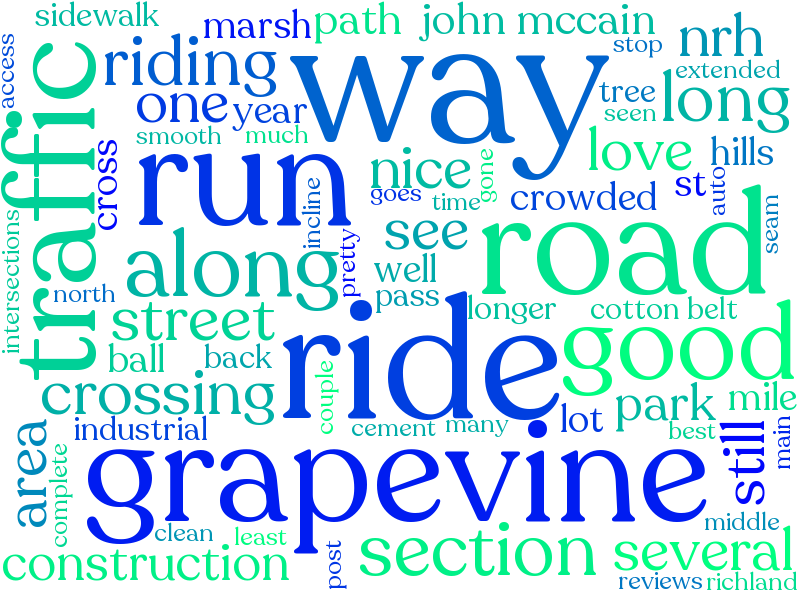 sidewalk
access
marsh
path
john mccain
stop
nrh
extended
traffic
riding
way
one
year
tree
long
seen
smooth
much
cross
run
nice
gone
love
hills
goes
time
crowded
st
auto
seam
incline
pretty
along
see
road
intersections
north
well
pass
longer
cotton belt
street
ride
good
ball
back
couple
crossing
park
mile
industrial
cement
many
lot
best
still
main
area
complete
grapevine
middle
clean
least
post
construction
section
several
reviews
richland